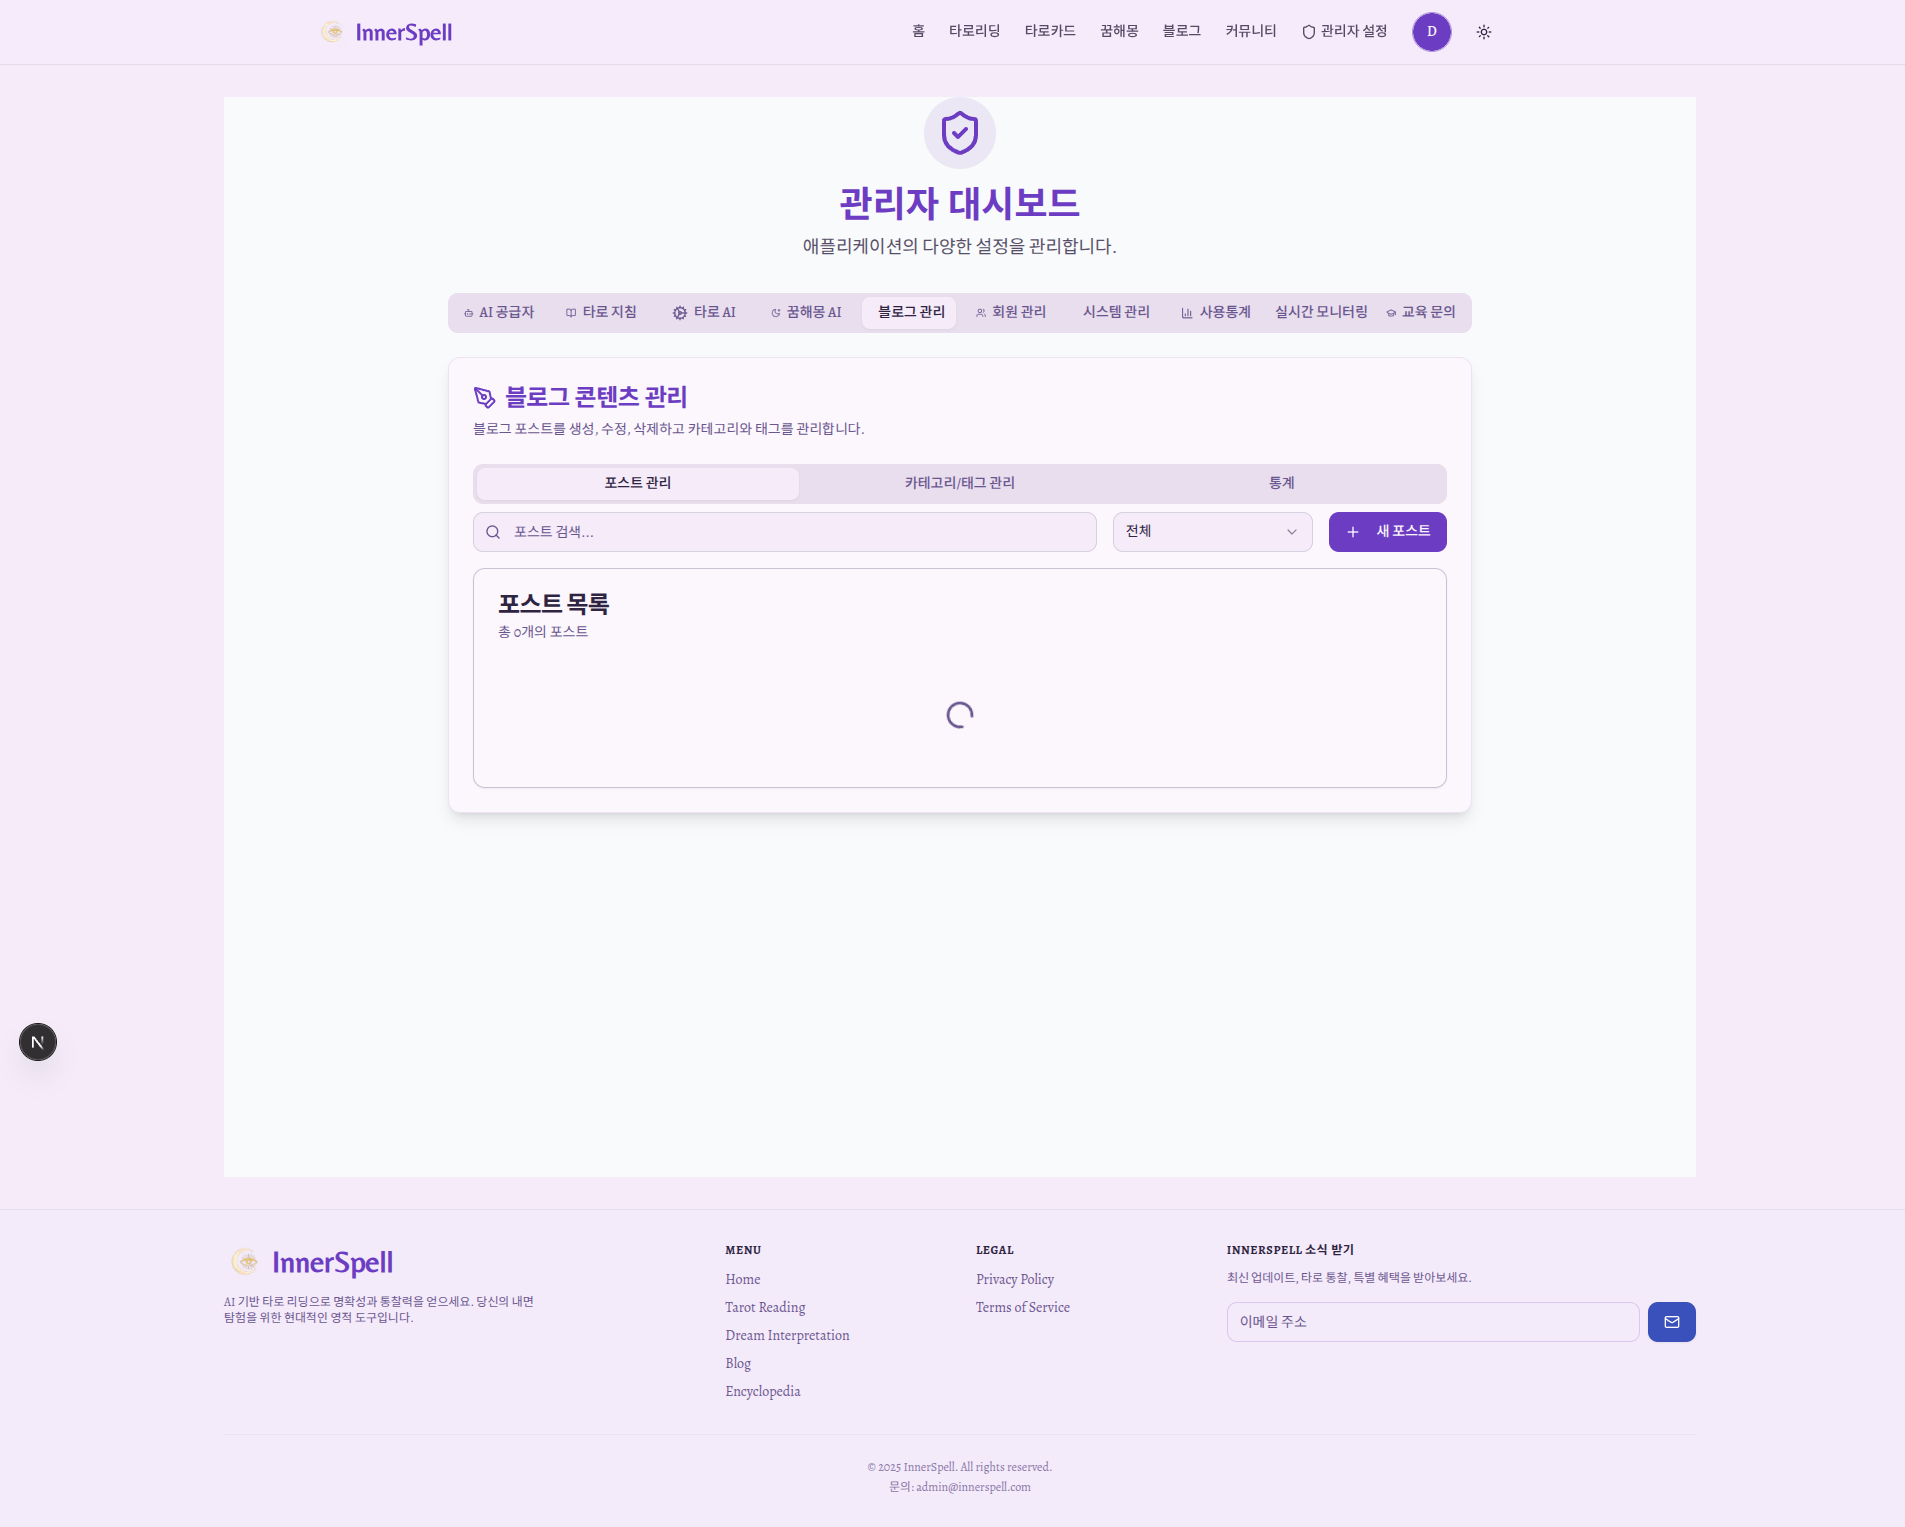 InnerSpell
홈
타로리딩
타로카드
꿈해몽
블로그
커뮤니티
관리자 설정
D
관리자 대시보드
애플리케이션의 다양한 설정을 관리합니다.
AI 공급자
타로 지침
타로 AI
꿈해몽 AI
블로그 관리
회원 관리
시스템 관리
사용통계
실시간 모니터링
교육 문의
블로그 콘텐츠 관리
블로그 포스트를 생성, 수정, 삭제하고 카테고리와 태그를 관리합니다.
포스트 관리
카테고리/태그 관리
통계
포스트 검색...
전체
새 포스트
포스트 목록
총 0개의 포스트
N
InnerSpell
AI 기반 타로 리딩으로 명확성과 통찰력을 얻으세요. 당신의 내면
탐험을 위한 현대적인 영적 도구입니다.
MENU
Home
Tarot Reading
Dream Interpretation
Blog
Encyclopedia
LEGAL
Privacy Policy
Terms of Service
INNERSPELL 소식 받기
최신 업데이트, 타로 통찰, 특별 혜택을 받아보세요.
이메일 주소
© 2025 InnerSpell. All rights reserved.
문의: admin@innerspell.com